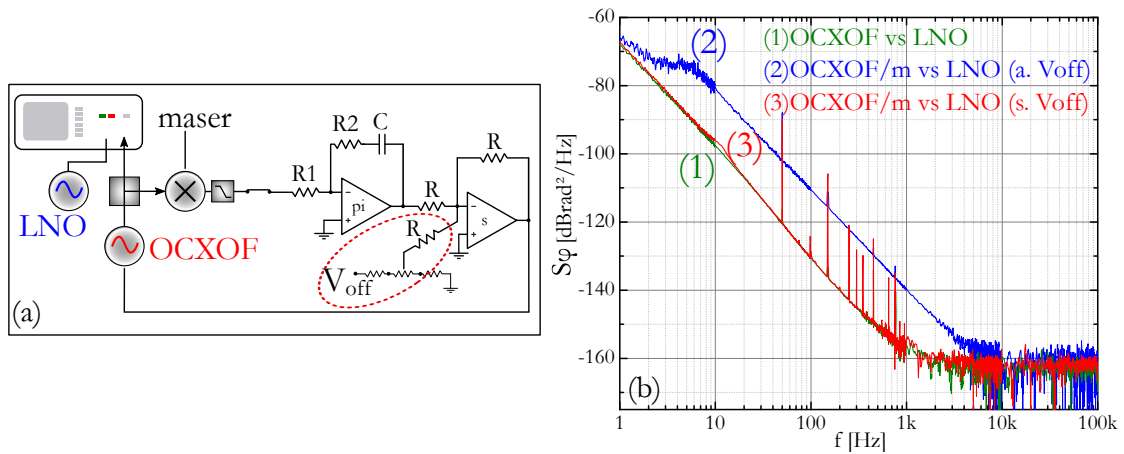 maser
R2
C
R
R1
−
+
pi
R
−
+
s
R
LNO
OCXOF
Voff
(a)
-60
-80
-100
-120
-140
-160
Sφ [dBrad²/Hz]
(1)OCXOF vs LNO
(2)OCXOF/m vs LNO (a. Voff)
(3)OCXOF/m vs LNO (s. Voff)
(2)
(3)
(1)
(b)
1
10
100
1k
10k
100k
f [Hz]